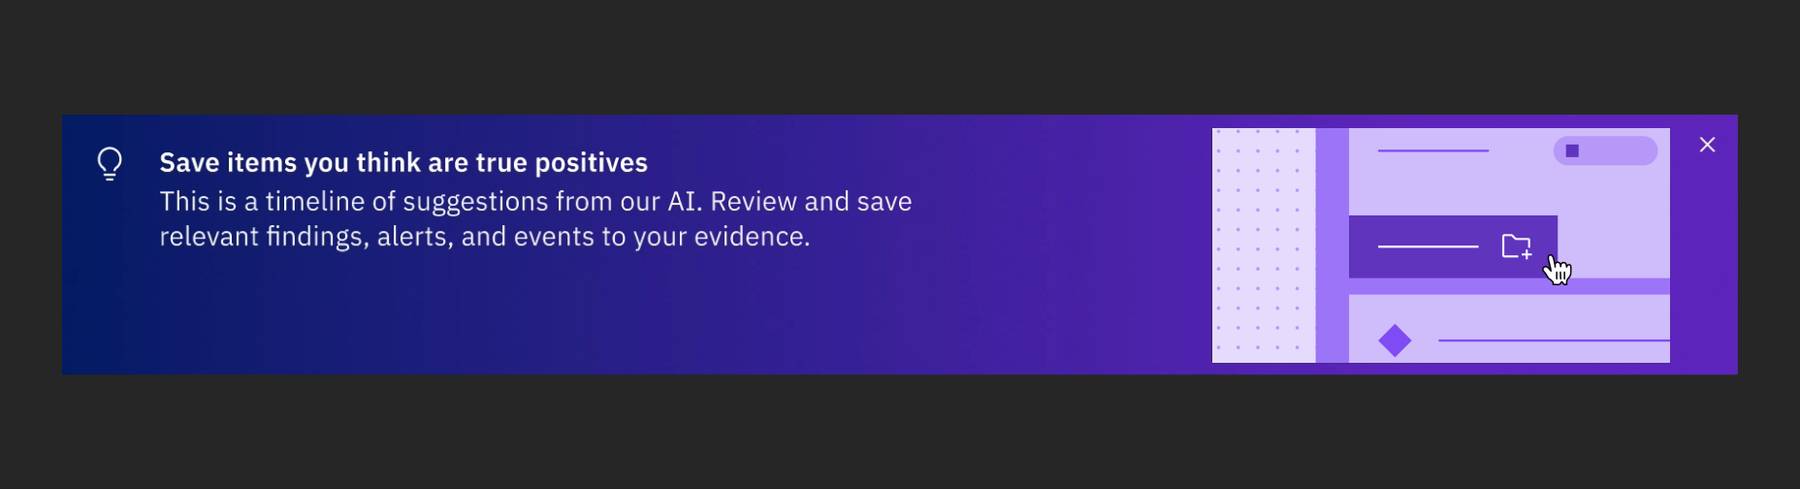 Save items you think are true positives
This is a timeline of suggestions from our AI. Review and save
relevant findings, alerts, and events to your evidence.